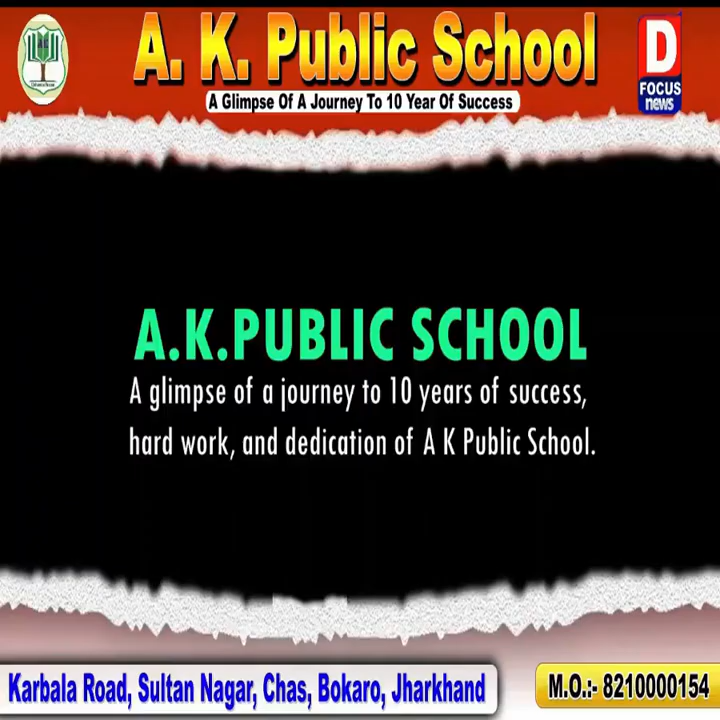 A. K. Public School
A Glimpse Of A Journey To 10 Year Of Success
D
FOCUS
news
A.K.PUBLIC SCHOOL
A glimpse of a journey to 10 years of success,
hard work, and dedication of A K Public School.
Karbala Road, Sultan Nagar, Chas, Bokaro, Jharkhand
M.O.:- 8210000154